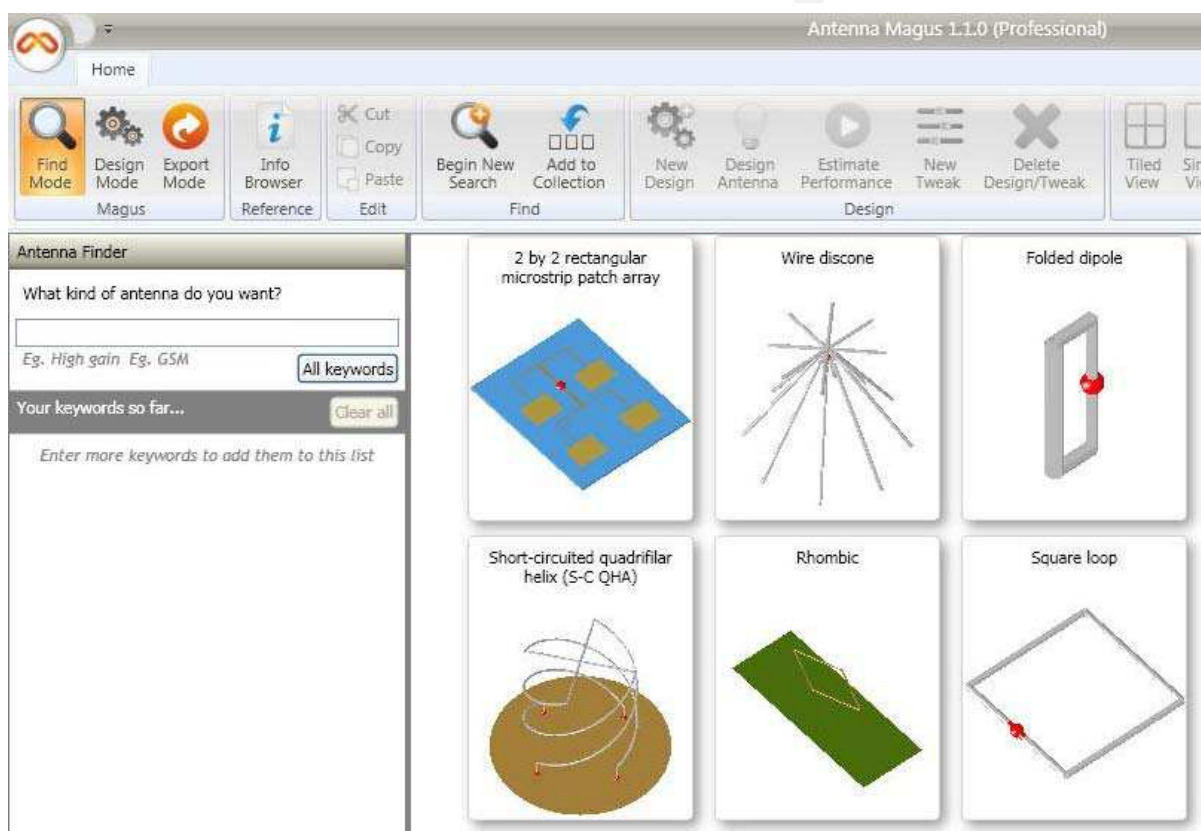 Antenna Magus 1.1.0 (Professional)
Home
Find Mode
Design Mode
Export Mode
Magus
Info Browser
Reference
Cut
Copy
Paste
Edit
Begin New Search
Add to Collection
Find
New Design
Design Antenna
Estimate Performance
New Tweak
Delete Design/Tweak
Design
Tiled View
Antenna Finder
What kind of antenna do you want?
Eg. High gain Eg. GSM
All keywords
Your keywords so far...
Clear all
Enter more keywords to add them to this list
2 by 2 rectangular
microstrip patch array
Wire discone
Folded dipole
Short-circuited quadrifilar
helix (S-C QHA)
Rhombic
Square loop